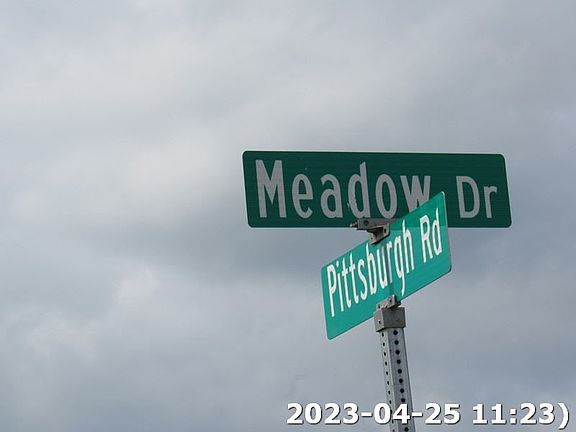 Meadow Dr
Pittsburgh Rd
2023-04-25 11:23)